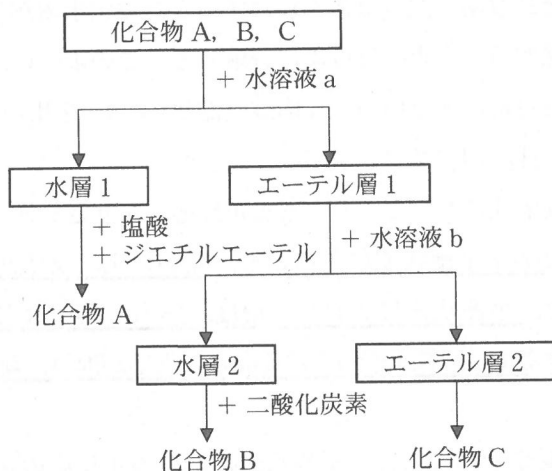 化合物 A, B, C
+ 水溶液 a
水層 1
エーテル層 1
+ 塩酸
+ ジエチルエーテル
+ 水溶液 b
化合物 A
水層 2
エーテル層 2
+ 二酸化炭素
化合物 B
化合物 C